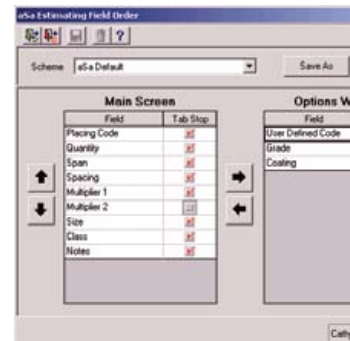 aSa Estimating Field Order
Scheme aSa Default Save As
Main Screen
Field Tab Stop
Placing Code
Quantity
Span
Spacing
Multiplier 1
Multiplier 2
Size
Class
Notes
Options W
Field
User Defined Code
Grade
Coating
Cathy